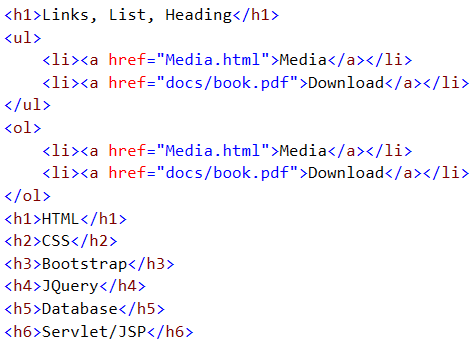 <h1>Links, List, Heading</h1>
<ul>
    <li><a href="Media.html">Media</a></li>
    <li><a href="docs/book.pdf">Download</a></li>
</ul>
<ol>
    <li><a href="Media.html">Media</a></li>
    <li><a href="docs/book.pdf">Download</a></li>
</ol>
<h1>HTML</h1>
<h2>CSS</h2>
<h3>Bootstrap</h3>
<h4>JQuery</h4>
<h5>Database</h5>
<h6>Servlet/JSP</h6>